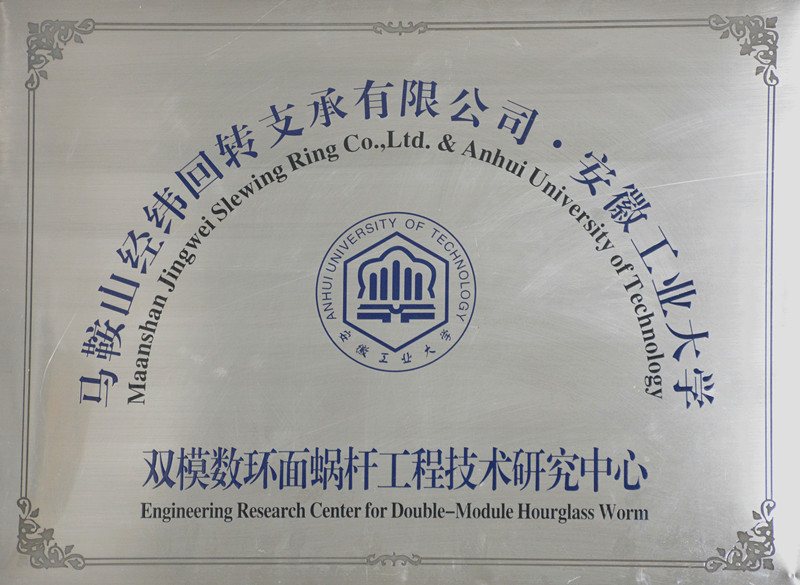 马鞍山经纬回转支承有限公司·安徽工业大学
Maanshan Jingwei Slewing Ring Co.,Ltd. & Anhui University of Technology
ANHUI UNIVERSITY OF TECHNOLOGY
安徽工业大学
双模数环面蜗杆工程技术研究中心
Engineering Research Center for Double-Module Hourglass Worm